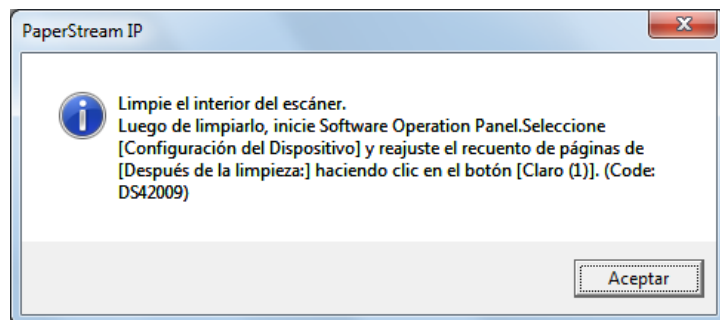 PaperStream IP
Limpie el interior del escáner.
Luego de limpiarlo, inicie Software Operation Panel.Seleccione
[Configuración del Dispositivo] y reajuste el recuento de páginas de
[Después de la limpieza:] haciendo clic en el botón [Claro (1)]. (Code:
DS42009)
Aceptar